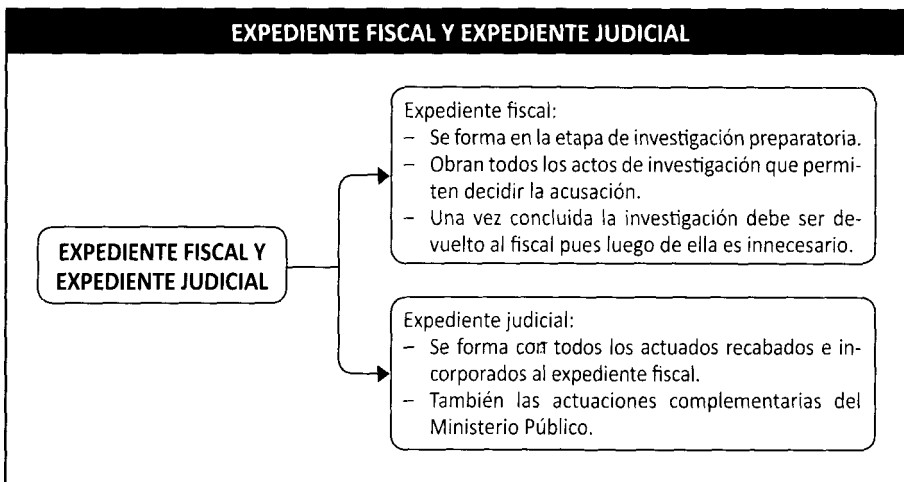 EXPEDIENTE FISCAL Y EXPEDIENTE JUDICIAL
EXPEDIENTE FISCAL Y
EXPEDIENTE JUDICIAL
Expediente fiscal:
– Se forma en la etapa de investigación preparatoria.
– Obran todos los actos de investigación que permi-
ten decidir la acusación.
– Una vez concluida la investigación debe ser de-
vuelto al fiscal pues luego de ella es innecesario.
Expediente judicial:
– Se forma con todos los actuados recabados e in-
corporados al expediente fiscal.
– También las actuaciones complementarias del
Ministerio Público.